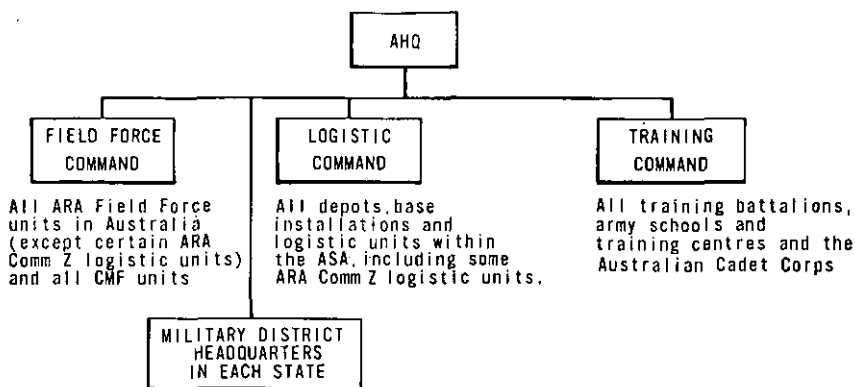 AHQ
FIELD FORCE
COMMAND
All ARA Field Force
units in Australia
(except certain ARA
Comm Z logistic units)
and all CMF units
LOGISTIC
COMMAND
All depots, base
installations and
logistic units within
the ASA, including some
ARA Comm Z logistic units.
TRAINING
COMMAND
All training battalions,
army schools and
training centres and the
Australian Cadet Corps
MILITARY DISTRICT
HEADQUARTERS
IN EACH STATE